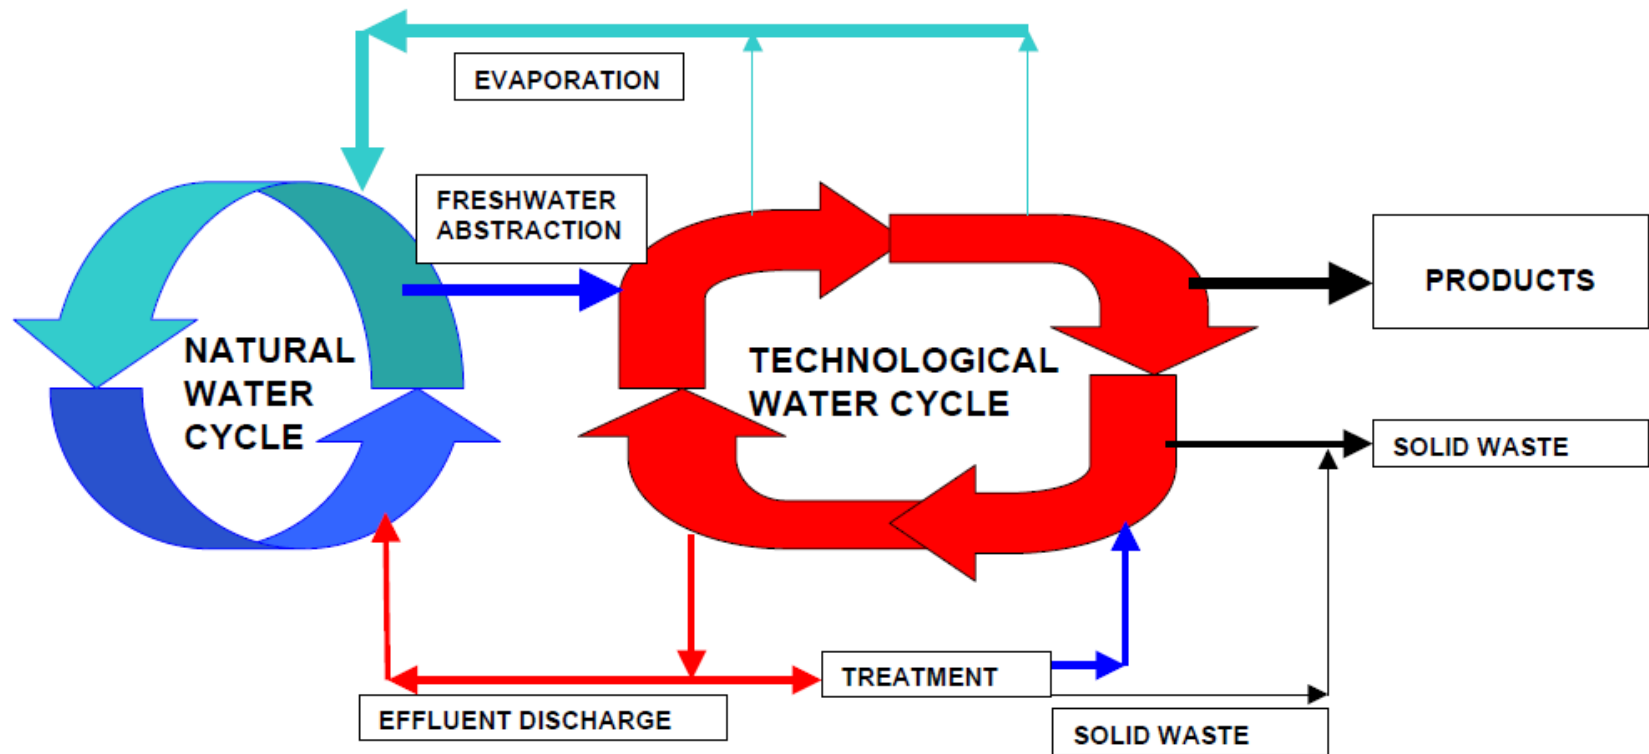 EVAPORATION
FRESHWATER
ABSTRACTION
PRODUCTS
NATURAL
WATER
CYCLE
TECHNOLOGICAL
WATER CYCLE
SOLID WASTE
TREATMENT
EFFLUENT DISCHARGE
SOLID WASTE